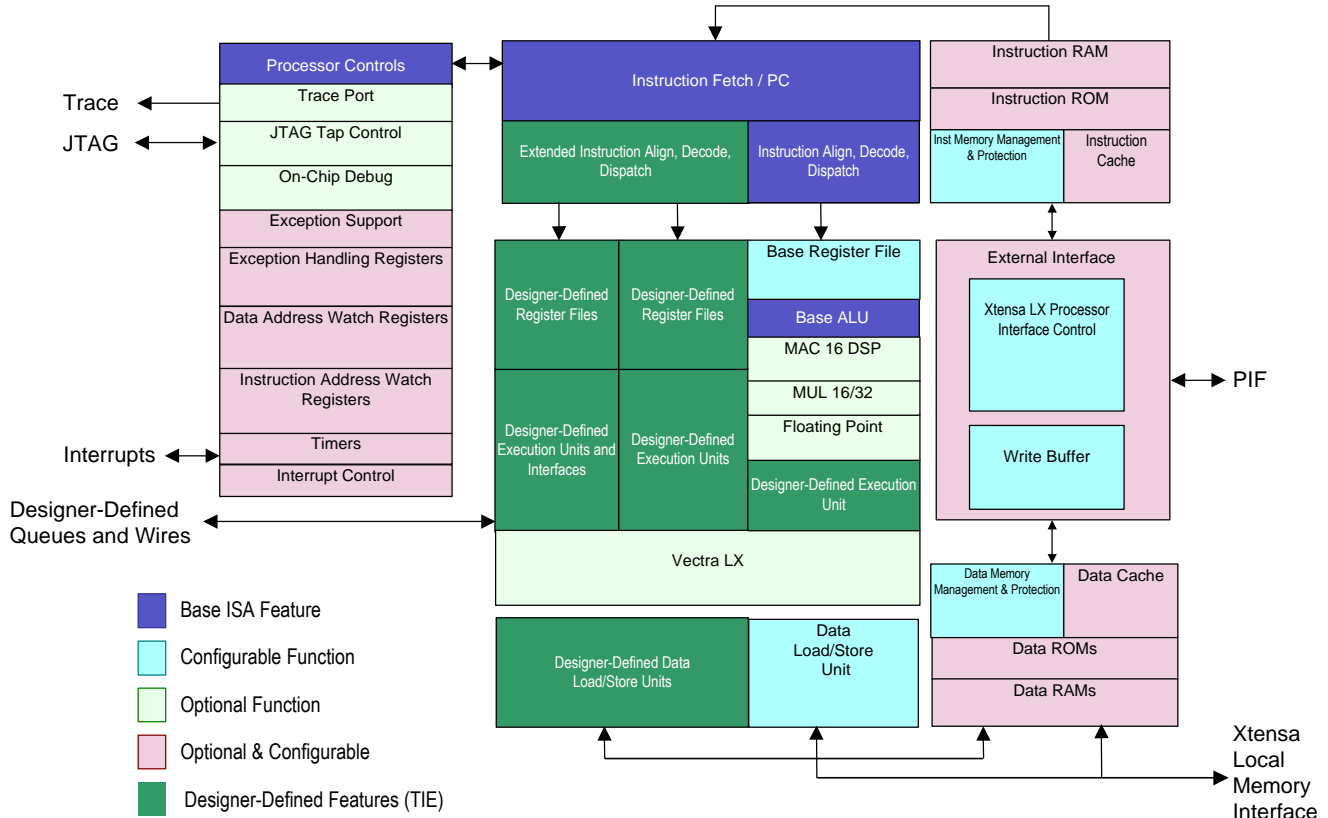 Processor Controls
Trace Port
JTAG Tap Control
On-Chip Debug
Exception Support
Exception Handling Registers
Data Address Watch Registers
Instruction Address Watch
Registers
Timers
Interrupt Control
Trace
JTAG
Interrupts
Designer-Defined
Queues and Wires
Instruction Fetch / PC
Extended Instruction Align, Decode,
Dispatch
Instruction Align, Decode,
Dispatch
Designer-Defined
Register Files
Designer-Defined
Register Files
Base Register File
Base ALU
MAC 16 DSP
MUL 16/32
Floating Point
Designer-Defined
Execution Units and
Interfaces
Designer-Defined
Execution Units
Designer-Defined Execution
Unit
Vectra LX
Designer-Defined Data
Load/Store Units
Data
Load/Store
Unit
Instruction RAM
Instruction ROM
Inst Memory Management
& Protection
Instruction
Cache
External Interface
Xtensa LX Processor
Interface Control
Write Buffer
PIF
Data Memory
Management & Protection
Data Cache
Data ROMs
Data RAMs
Xtensa
Local
Memory
Interface
Base ISA Feature
Configurable Function
Optional Function
Optional & Configurable
Designer-Defined Features (TIE)